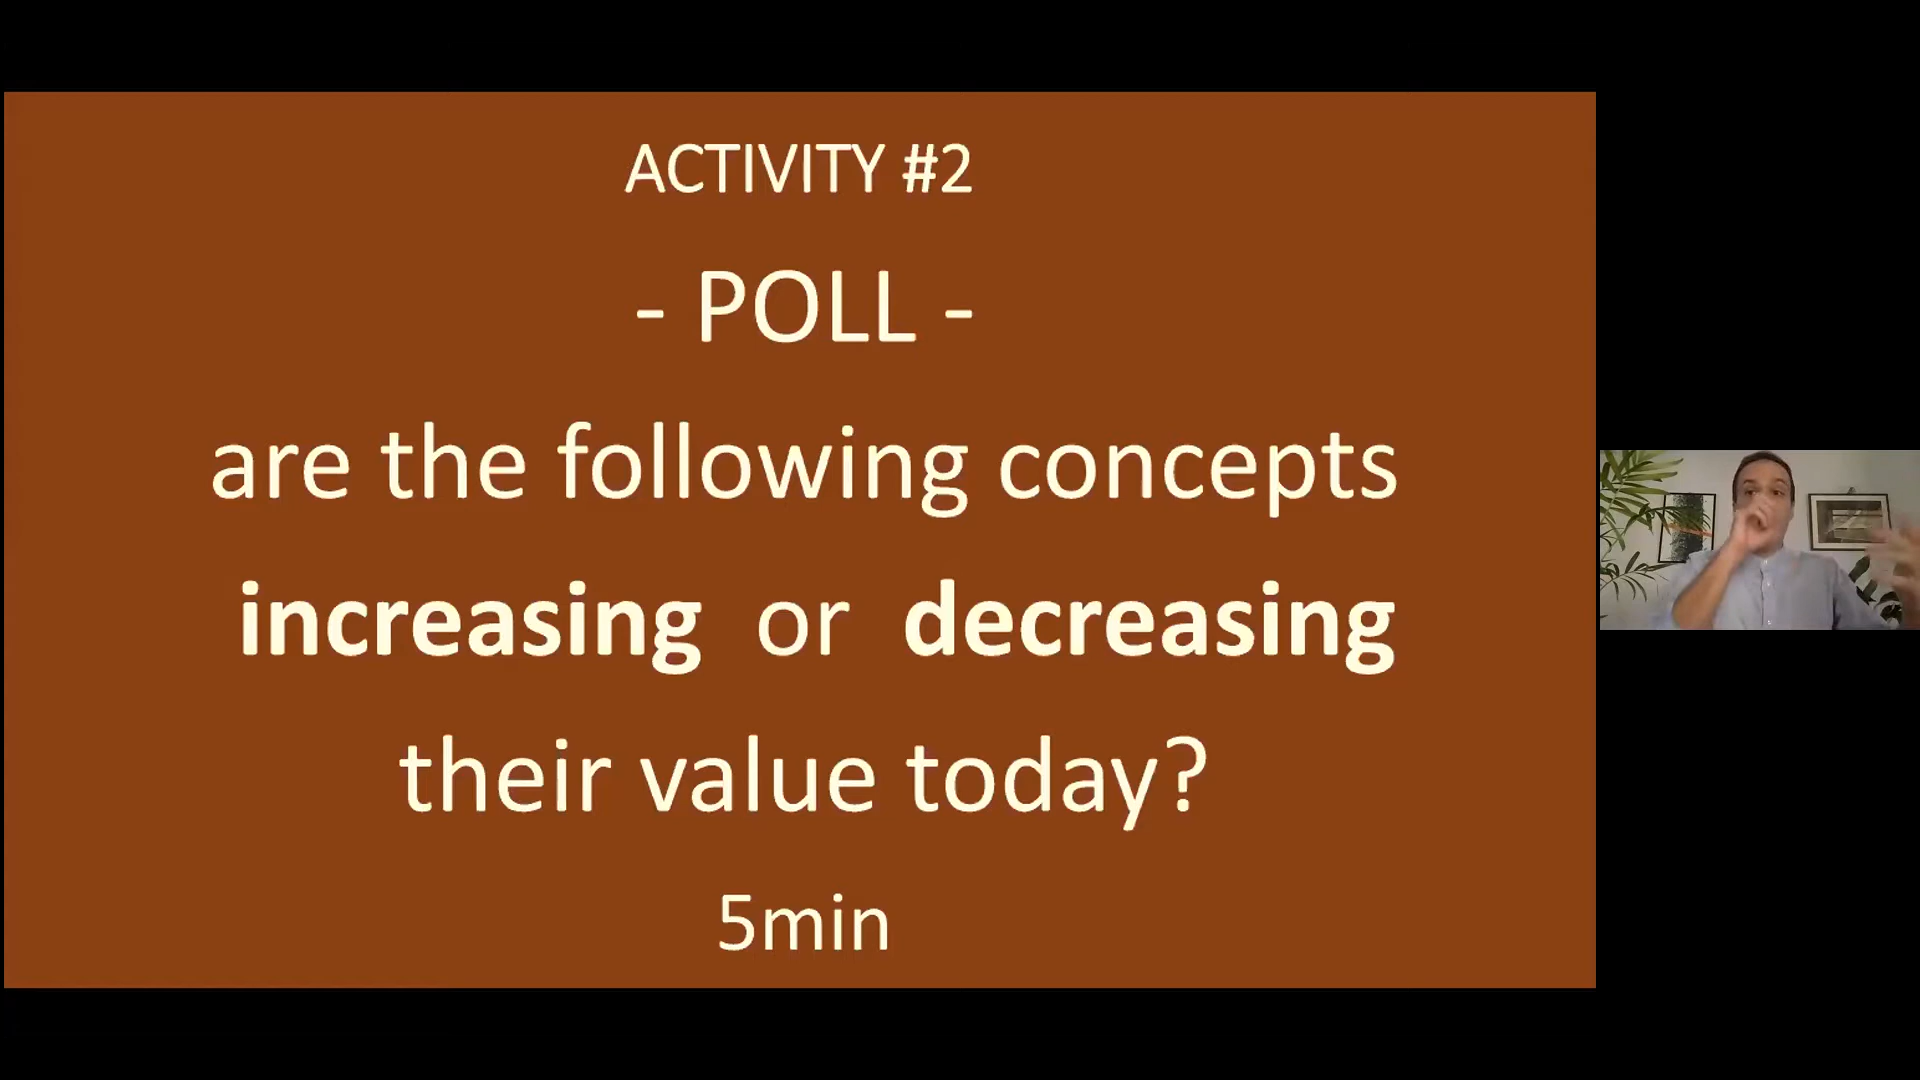 ACTIVITY #2
- POLL -
are the following concepts
increasing or decreasing
their value today?
5min